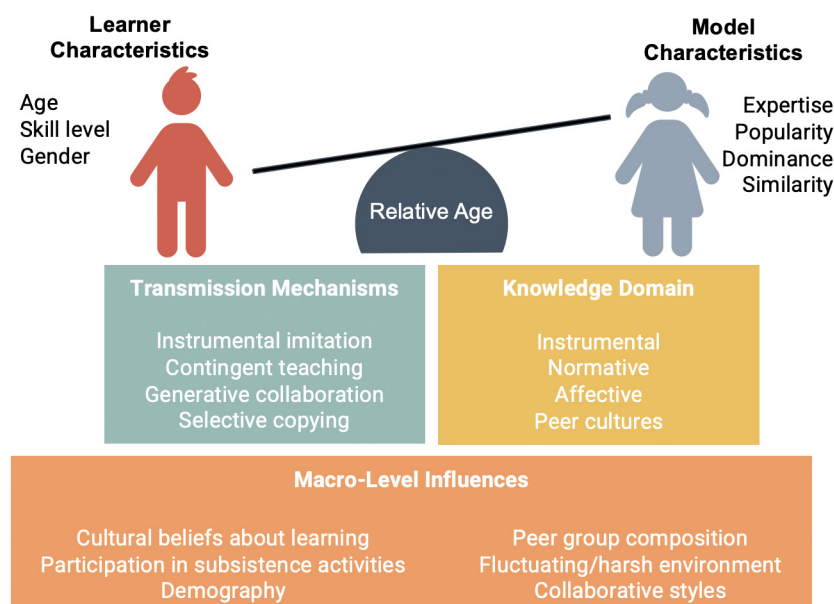 Learner
Characteristics
Age
Skill level
Gender
Model
Characteristics
Expertise
Popularity
Dominance
Similarity
Relative Age
Transmission Mechanisms
Instrumental imitation
Contingent teaching
Generative collaboration
Selective copying
Knowledge Domain
Instrumental
Normative
Affective
Peer cultures
Macro-Level Influences
Cultural beliefs about learning
Participation in subsistence activities
Demography
Peer group composition
Fluctuating/harsh environment
Collaborative styles